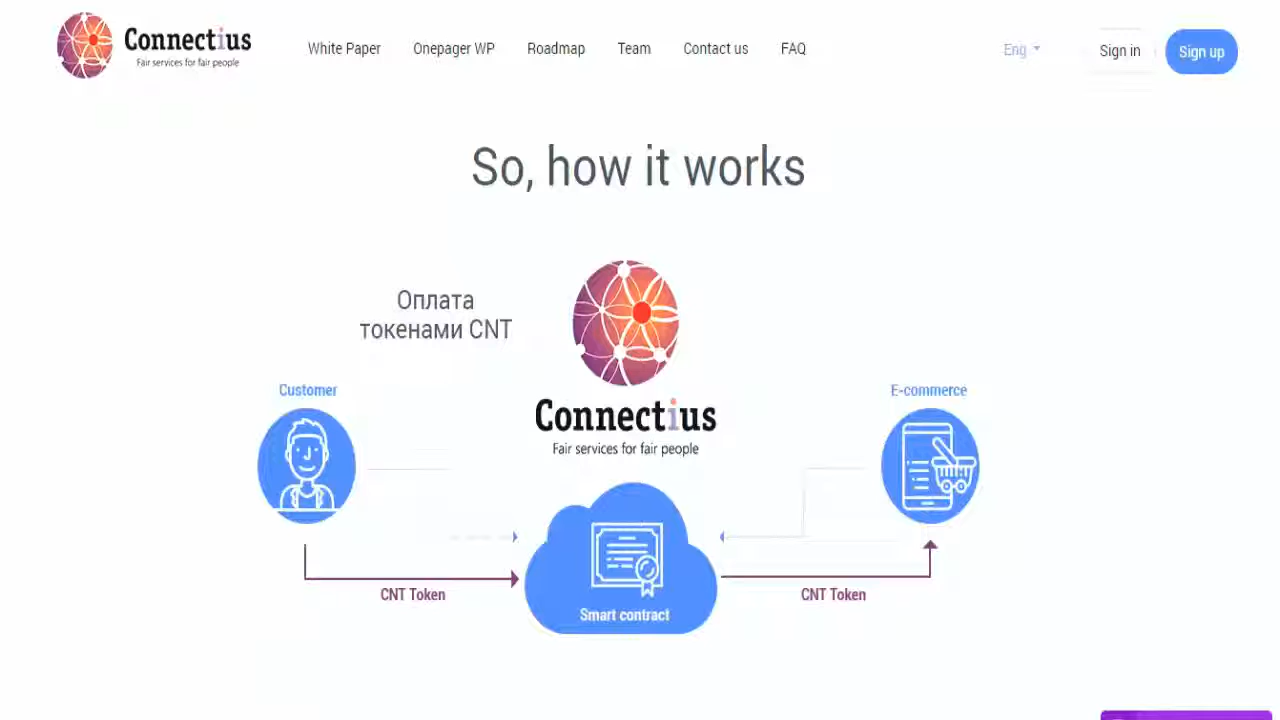 Connectius
Fair services for fair people
White Paper
Onepager WP
Roadmap
Team
Contact us
FAQ
Eng
Sign in
Sign up
So, how it works
Оплата
токенами CNT
Customer
E-commerce
Connectius
Fair services for fair people
CNT Token
CNT Token
Smart contract